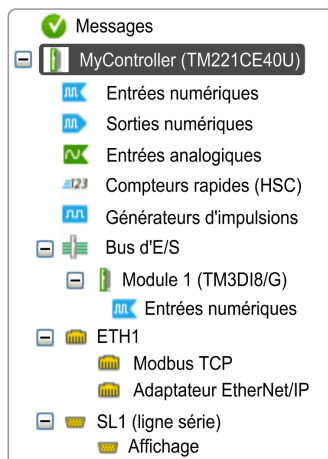 Messages
MyController (TM221CE40U)
Entrées numériques
Sorties numériques
Entrées analogiques
123 Compteurs rapides (HSC)
Générateurs d'impulsions
Bus d'E/S
Module 1 (TM3DI8/G)
Entrées numériques
ETH1
Modbus TCP
Adaptateur EtherNet/IP
SL1 (ligne série)
Affichage